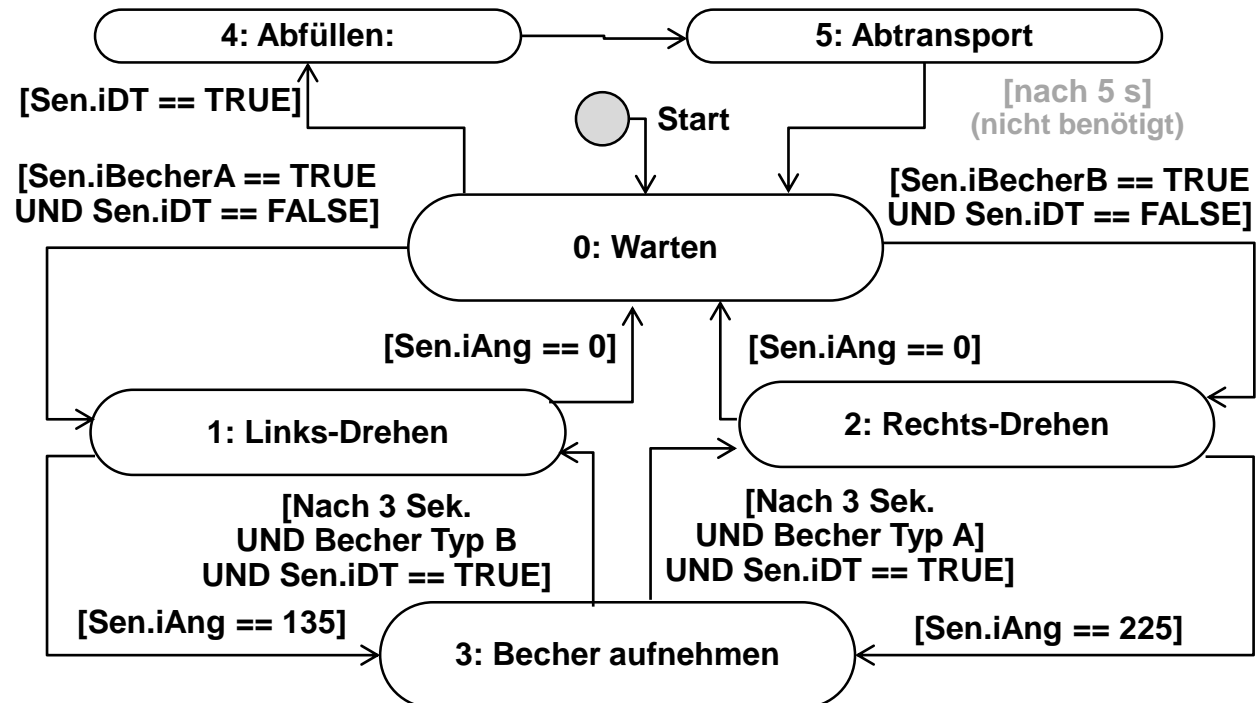 4: Abfüllen:
5: Abtransport
[Sen.iDT == TRUE]
Start
[nach 5 s]
(nicht benötigt)
[Sen.iBecherA == TRUE
UND Sen.iDT == FALSE]
[Sen.iBecherB == TRUE
UND Sen.iDT == FALSE]
0: Warten
[Sen.iAng == 0]
[Sen.iAng == 0]
1: Links-Drehen
2: Rechts-Drehen
[Nach 3 Sek.
UND Becher Typ B
UND Sen.iDT == TRUE]
[Nach 3 Sek.
UND Becher Typ A]
UND Sen.iDT == TRUE]
[Sen.iAng == 135]
[Sen.iAng == 225]
3: Becher aufnehmen